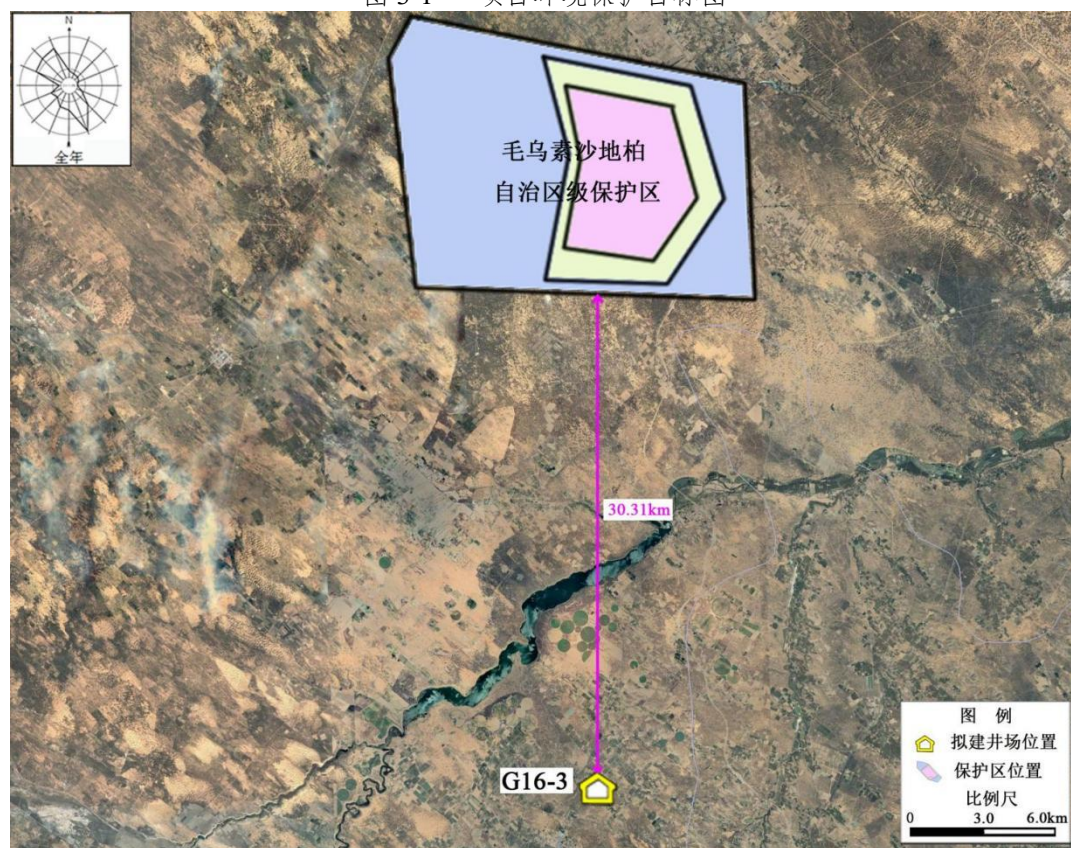 N
全年
毛乌素沙地柏
自治区级保护区
30.31km
G16-3
图 例
拟建井场位置
保护区位置
比例尺
0 3.0 6.0km